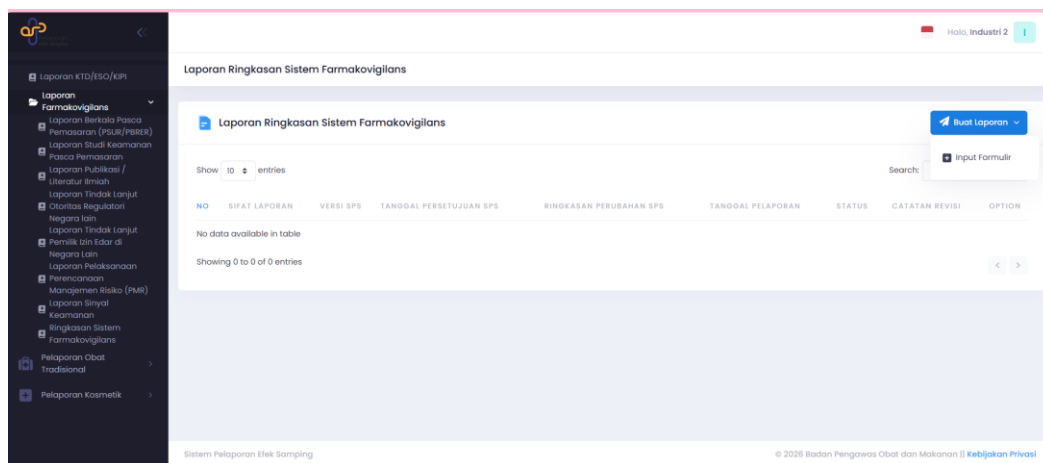 Halo, Industri 2 I
Laporan Ringkasan Sistem Farmakovigilans
Laporan KTD/ESO/KIPI
Laporan
Farmakovigilans
Laporan Berkala Pasca
Pemasaran (PSUR/PBRER)
Laporan Studi Keamanan
Pasca Pemasaran
Laporan Publikasi /
Literatur Ilmiah
Laporan Tindak Lanjut
Otoritas Regulatori
Negara lain
Laporan Tindak Lanjut
Pemilik Izin Edar di
Negara Lain
Laporan Pelaksanaan
Perencanaan
Manajemen Risiko (PMR)
Laporan Sinyal
Keamanan
Ringkasan Sistem
Farmakovigilans
Pelaporan Obat
Tradisional
Pelaporan Kosmetik
Laporan Ringkasan Sistem Farmakovigilans
Buat Laporan
Input Formulir
Show 10 entries
Search:
NO SIFAT LAPORAN VERSI SPS TANGGAL PERSETUJUAN SPS RINGKASAN PERUBAHAN SPS TANGGAL PELAPORAN STATUS CATATAN REVISI OPTION
No data available in table
Showing 0 to 0 of 0 entries
Sistem Pelaporan Efek Samping
© 2026 Badan Pengawas Obat dan Makanan || Kebijakan Privasi